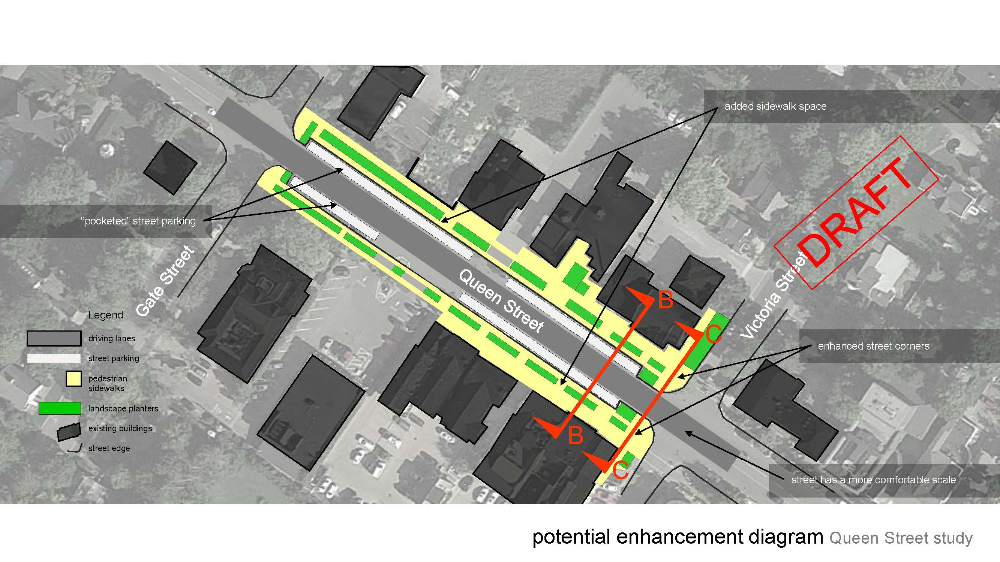 added sidewalk space
DRAFT
“pocketed” street parking
Gate Street
Queen Street
Victoria Street
B
C
enhanced street corners
Legend
driving lanes
street parking
pedestrian
sidewalks
landscape planters
existing buildings
street edge
B
C
street has a more comfortable scale
potential enhancement diagram Queen Street study